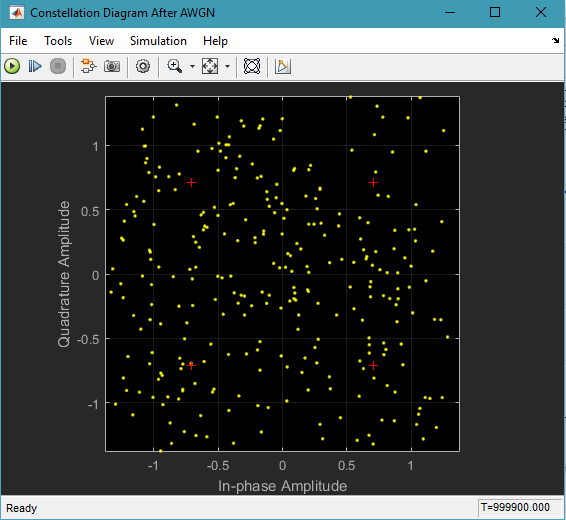 Constellation Diagram After AWGN
File Tools View Simulation Help
1
0.5
0
-0.5
-1
Quadrature Amplitude
-1 -0.5 0 0.5 1
In-phase Amplitude
Ready T=999900.000